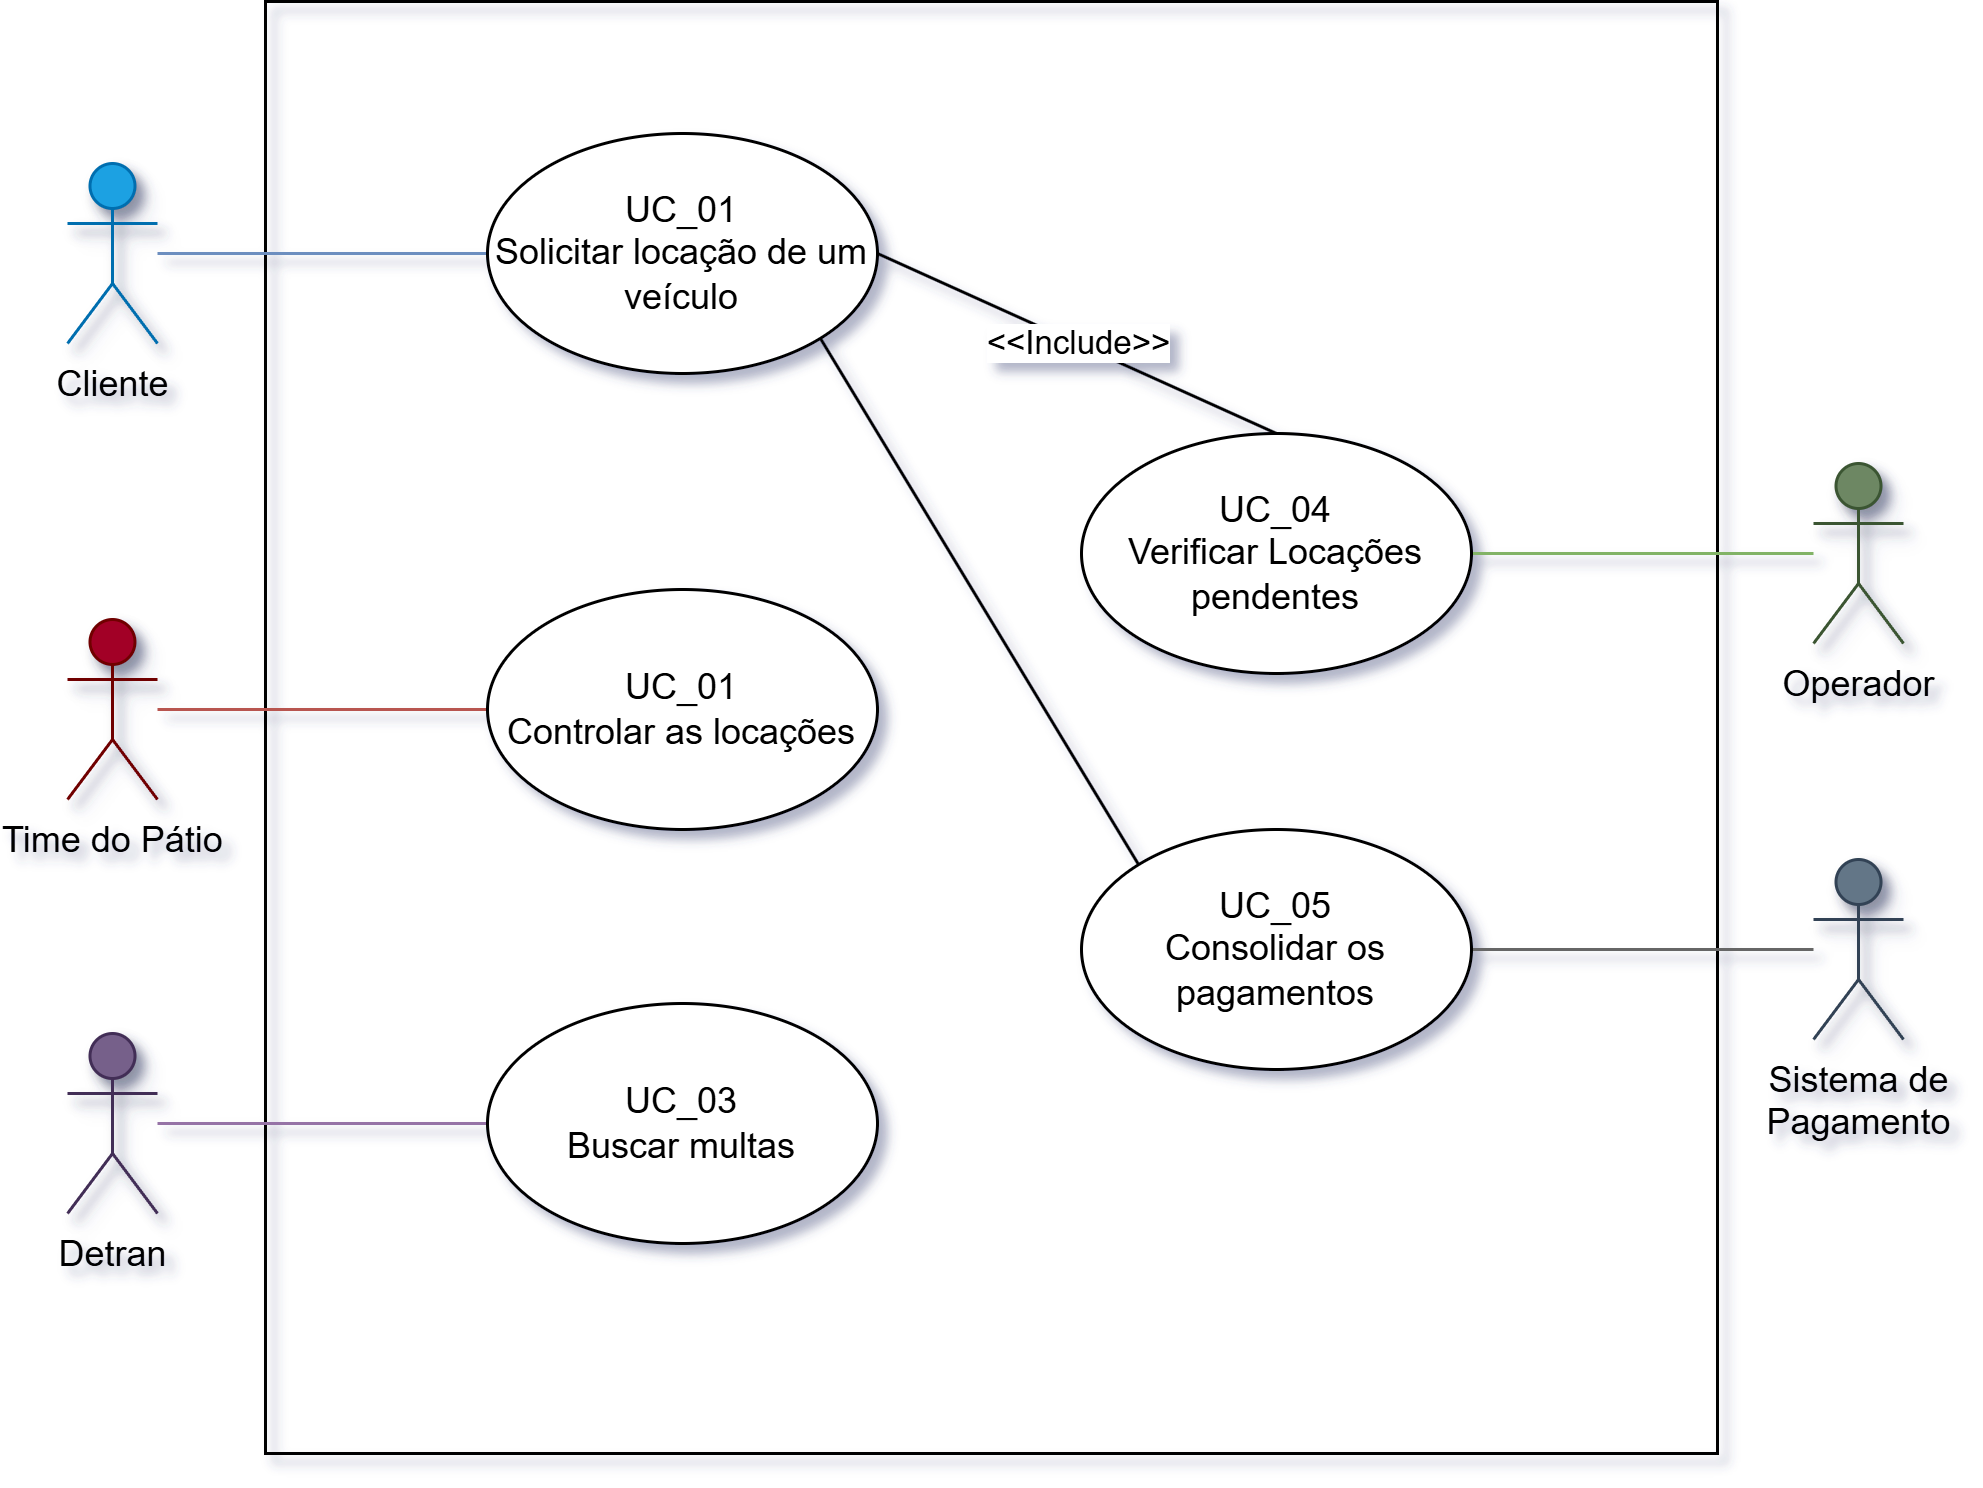 UC_01
Solicitar locação de um
veículo
Cliente
<<Include>>
UC_04
Verificar Locações
pendentes
Operador
UC_01
Controlar as locações
Time do Pátio
UC_05
Consolidar os
pagamentos
Sistema de
Pagamento
UC_03
Buscar multas
Detran